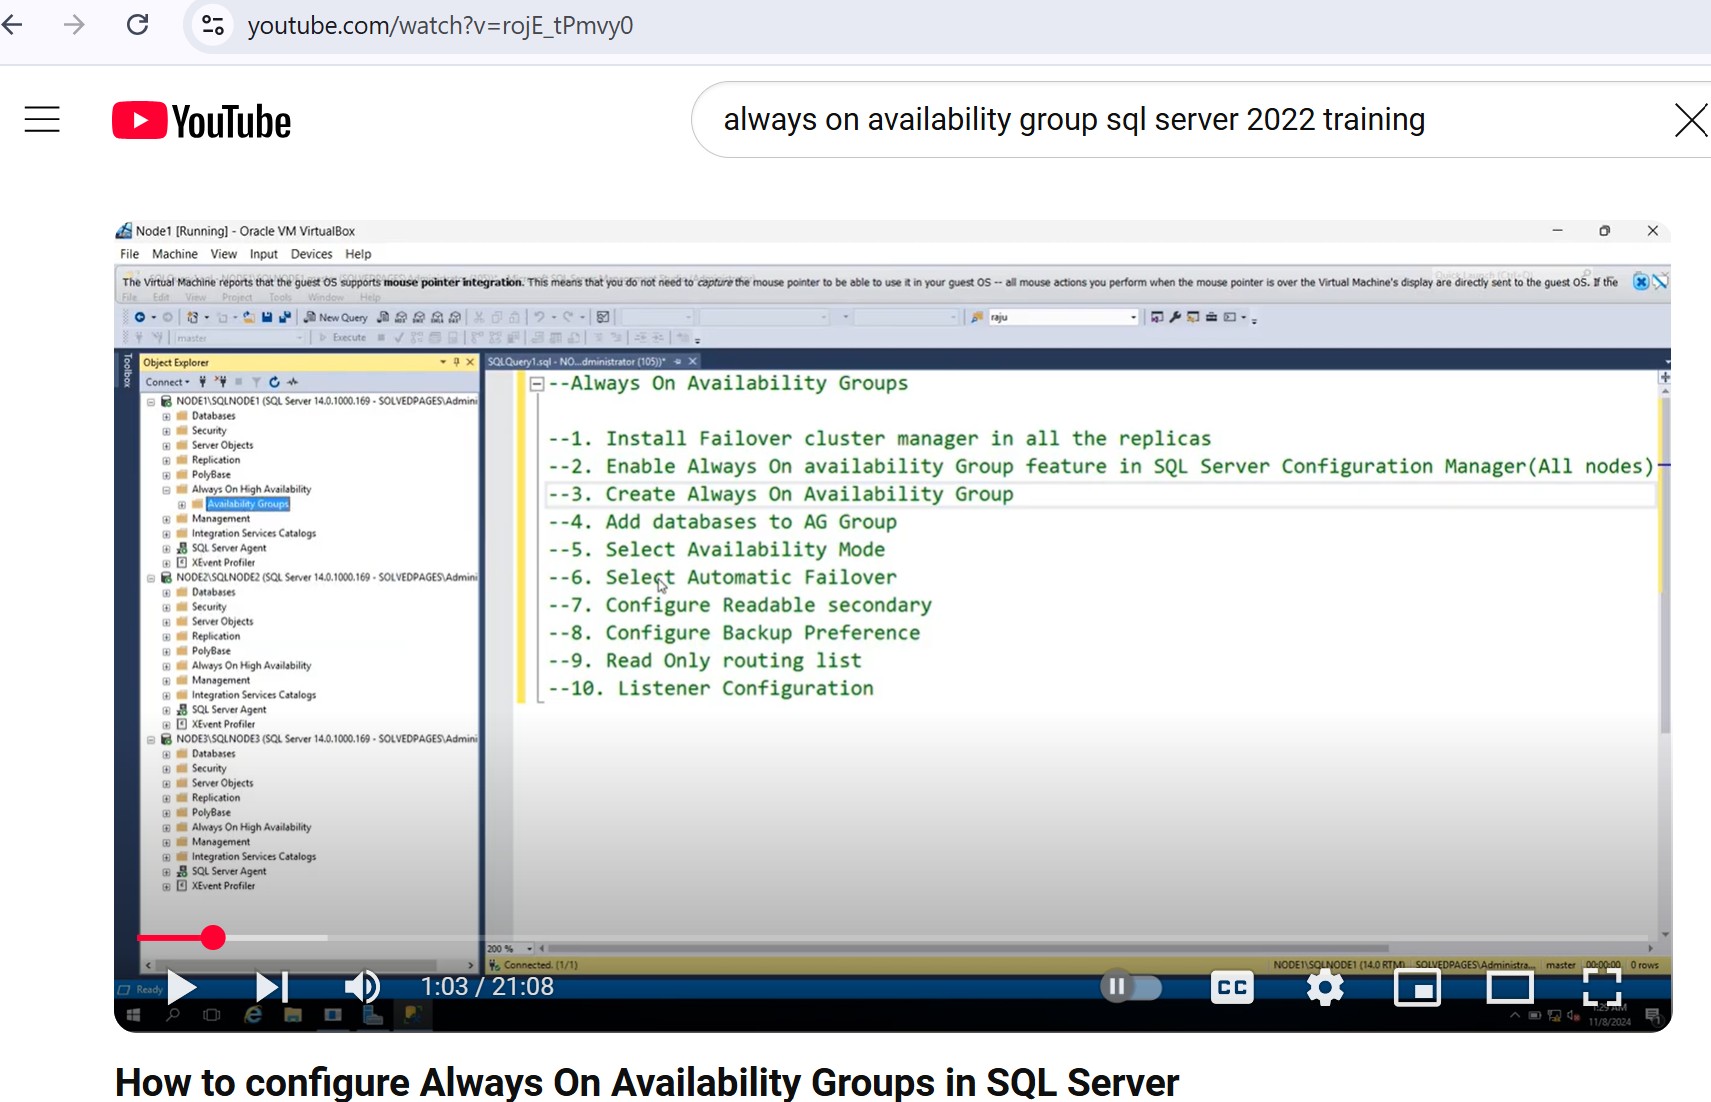 youtube.com/watch?v=rojE_tPmvy0
YouTube
always on availability group sql server 2022 training
Node1 [Running] - Oracle VM VirtualBox
File Machine View Input Devices Help
The Virtual Machine reports that the guest OS supports mouse pointer integration. This means that you do not need to capture the mouse pointer to be able to use it in your guest OS -- all mouse actions you perform when the mouse pointer is over the Virtual Machine's display are directly sent to the guest OS. If the
File Edit View Project Tools Window Help
New Query
raju
master
Execute
Toolbox
Object Explorer
Connect
NODE1\SQLNODE1 (SQL Server 14.0.1000.169 - SOLVEDPAGES\Admini
Databases
Security
Server Objects
Replication
PolyBase
Always On High Availability
Availability Groups
Management
Integration Services Catalogs
SQL Server Agent
XEvent Profiler
NODE2\SQLNODE2 (SQL Server 14.0.1000.169 - SOLVEDPAGES\Admini
Databases
Security
Server Objects
Replication
PolyBase
Always On High Availability
Management
Integration Services Catalogs
SQL Server Agent
XEvent Profiler
NODE3\SQLNODE3 (SQL Server 14.0.1000.169 - SOLVEDPAGES\Admini
Databases
Security
Server Objects
Replication
PolyBase
Always On High Availability
Management
Integration Services Catalogs
SQL Server Agent
XEvent Profiler
SQLQuery1.sql - NO...dministrator (105))*
--Always On Availability Groups
--1. Install Failover cluster manager in all the replicas
--2. Enable Always On availability Group feature in SQL Server Configuration Manager(All nodes)
--3. Create Always On Availability Group
--4. Add databases to AG Group
--5. Select Availability Mode
--6. Select Automatic Failover
--7. Configure Readable secondary
--8. Configure Backup Preference
--9. Read Only routing list
--10. Listener Configuration
200 %
Connected. (1/1)
NODE1\SQLNODE1 (14.0 RTM) SOLVEDPAGES\Administra... master 00:00:00 0 rows
Ready
1:03 / 21:08
CC
1:29 AM
11/8/2024
How to configure Always On Availability Groups in SQL Server